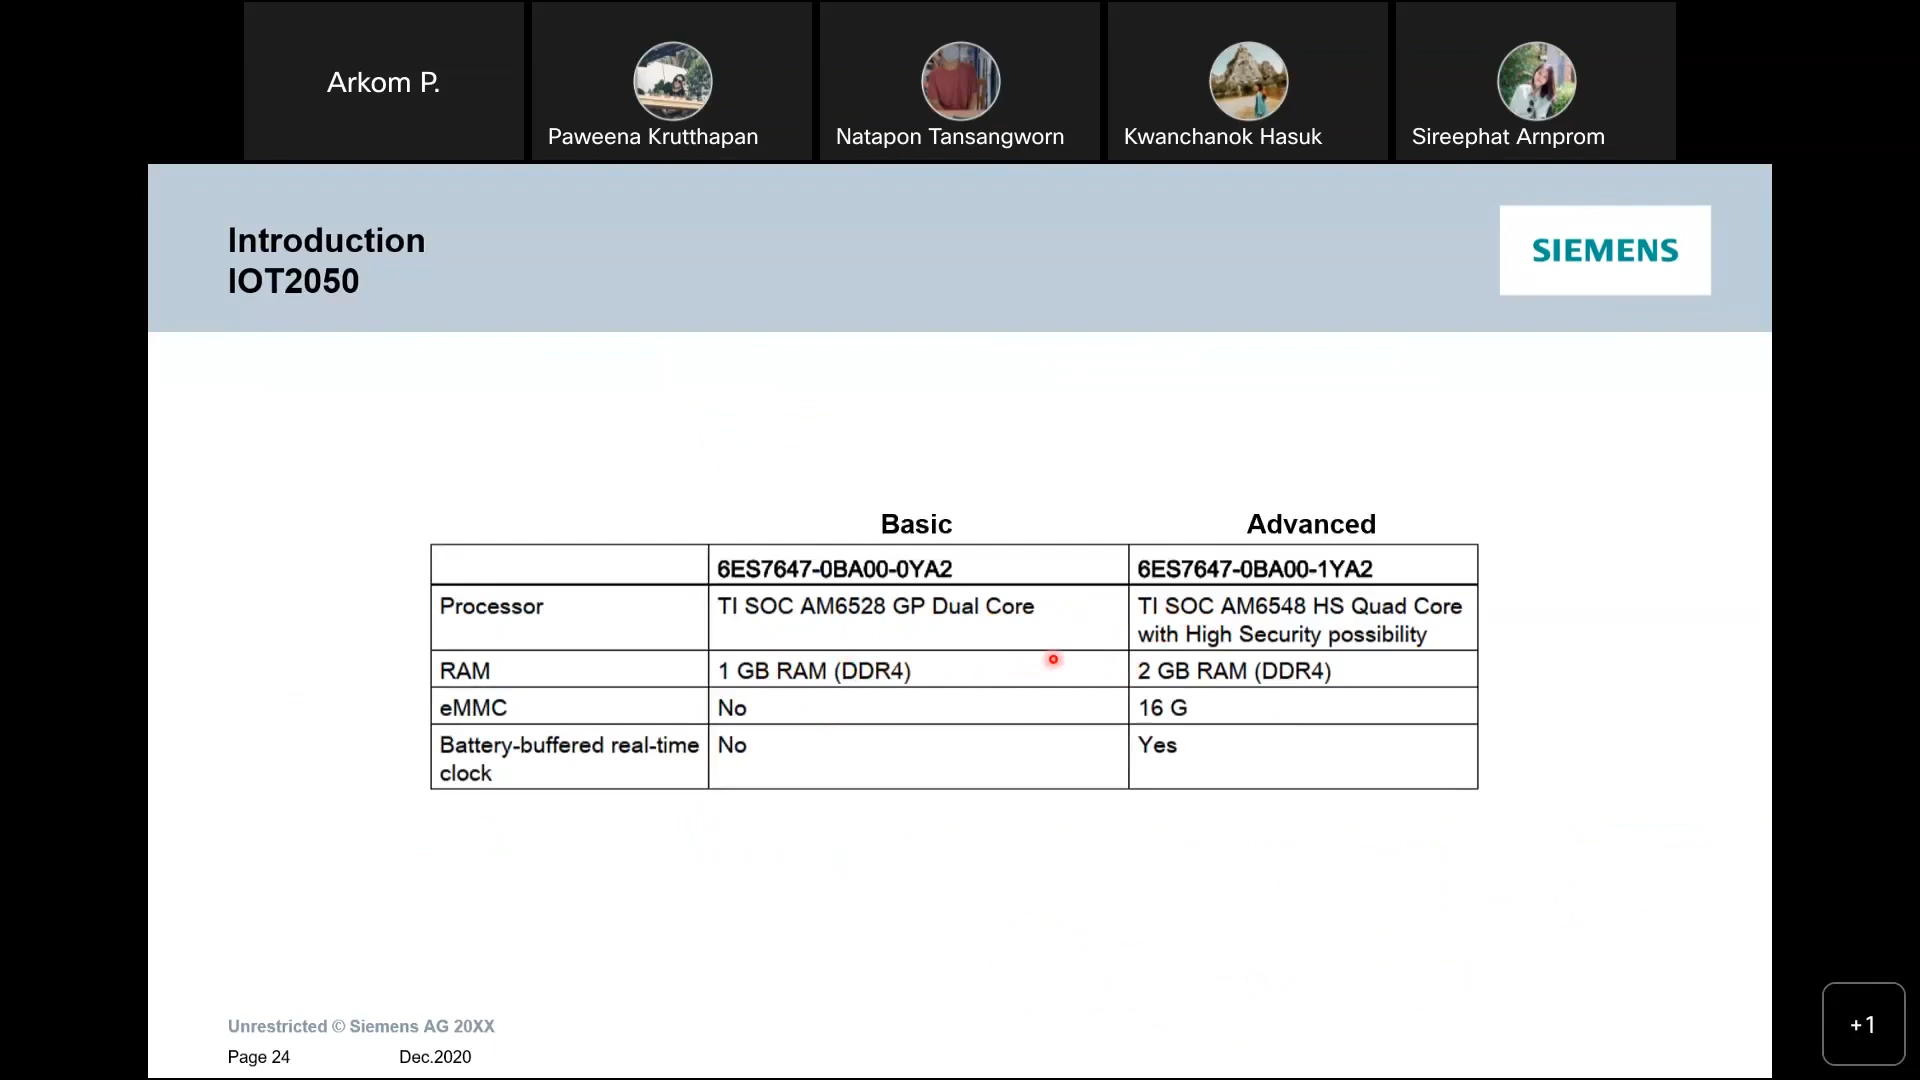 Arkom P.
Paweena Krutthapan
Natapon Tansangworn
Kwanchanok Hasuk
Sireephat Arnprom
Introduction
IOT2050
SIEMENS
Basic
Advanced
6ES7647-0BA00-0YA2
6ES7647-0BA00-1YA2
Processor
TI SOC AM6528 GP Dual Core
TI SOC AM6548 HS Quad Core
with High Security possibility
RAM
1 GB RAM (DDR4)
2 GB RAM (DDR4)
eMMC
No
16 G
Battery-buffered real-time
clock
No
Yes
Unrestricted © Siemens AG 20XX
Page 24
Dec.2020
+1